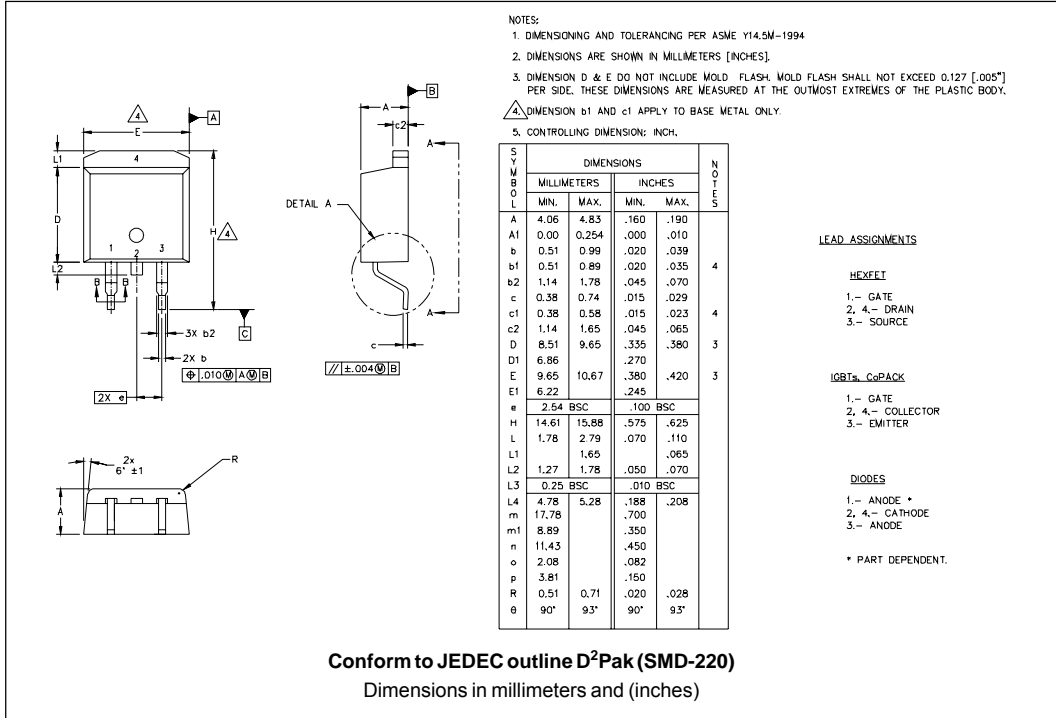 NOTES:
1. DIMENSIONING AND TOLERANCING PER ASME Y14.5M-1994
2. DIMENSIONS ARE SHOWN IN MILLIMETERS [INCHES].
3. DIMENSION D & E DO NOT INCLUDE MOLD FLASH. MOLD FLASH SHALL NOT EXCEED 0.127 [.005"]
PER SIDE. THESE DIMENSIONS ARE MEASURED AT THE OUTMOST EXTREMES OF THE PLASTIC BODY.
4. DIMENSION b1 AND c1 APPLY TO BASE METAL ONLY.
5. CONTROLLING DIMENSION: INCH.
4
E
A
L1
4
D
H 4
1 2 3
L2
B B
C
3X b2
2X b
⌖ .010 Ⓜ A Ⓜ B
2X e
A
B
c2
A
DETAIL A
A
c
// ±.004 Ⓜ B
2x
6° ±1
R
A
SYMBOL DIMENSIONS NOTES
MILLIMETERS INCHES
MIN. MAX. MIN. MAX.
A 4.06 4.83 .160 .190
A1 0.00 0.254 .000 .010
b 0.51 0.99 .020 .039
b1 0.51 0.89 .020 .035 4
b2 1.14 1.78 .045 .070
c 0.38 0.74 .015 .029
c1 0.38 0.58 .015 .023 4
c2 1.14 1.65 .045 .065
D 8.51 9.65 .335 .380 3
D1 6.86 .270
E 9.65 10.67 .380 .420 3
E1 6.22 .245
e 2.54 BSC .100 BSC
H 14.61 15.88 .575 .625
L 1.78 2.79 .070 .110
L1 1.65 .065
L2 1.27 1.78 .050 .070
L3 0.25 BSC .010 BSC
L4 4.78 5.28 .188 .208
m 17.78 .700
m1 8.89 .350
n 11.43 .450
o 2.08 .082
p 3.81 .150
R 0.51 0.71 .020 .028
θ 90° 93° 90° 93°
LEAD ASSIGNMENTS
HEXFET
1.- GATE
2, 4.- DRAIN
3.- SOURCE
IGBTs, CoPACK
1.- GATE
2, 4.- COLLECTOR
3.- EMITTER
DIODES
1.- ANODE *
2, 4.- CATHODE
3.- ANODE
* PART DEPENDENT.
Conform to JEDEC outline D²Pak (SMD-220)
Dimensions in millimeters and (inches)